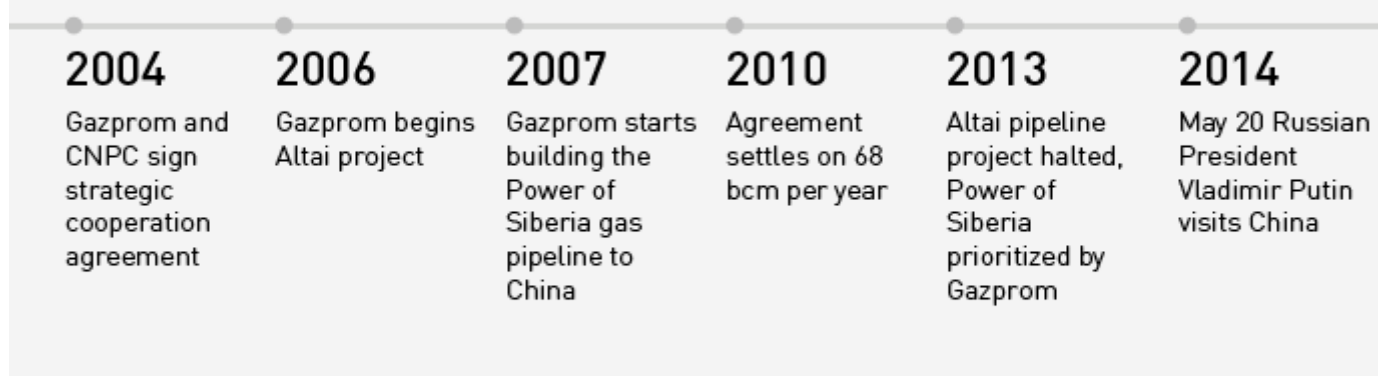 2004
Gazprom and
CNPC sign
strategic
cooperation
agreement
2006
Gazprom begins
Altai project
2007
Gazprom starts
building the
Power of
Siberia gas
pipeline to
China
2010
Agreement
settles on 68
bcm per year
2013
Altai pipeline
project halted,
Power of
Siberia
prioritized by
Gazprom
2014
May 20 Russian
President
Vladimir Putin
visits China